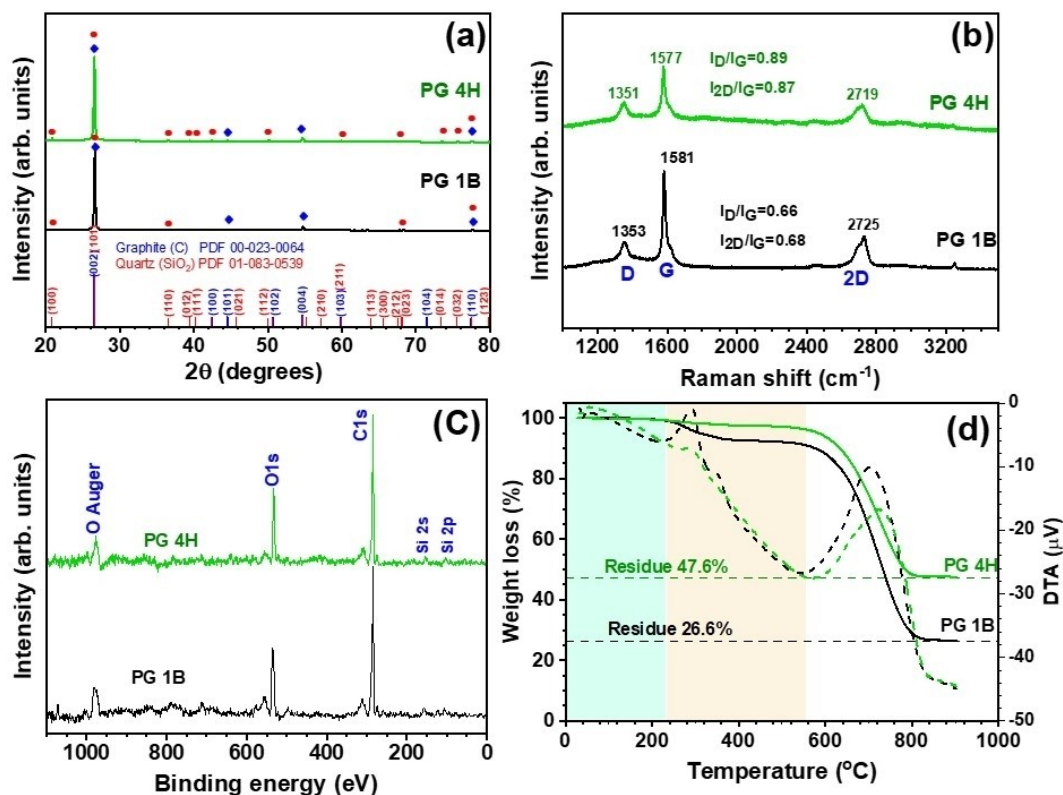 (a)
PG 4H
PG 1B
Graphite (C) PDF 00-023-0064
Quartz (SiO₂) PDF 01-083-0539
(100)
(002)
(101)
(110)
(012)
(111)
(100)
(101)
(021)
(112)
(102)
(004)
(210)
(103)
(211)
(113)
(300)
(212)
(023)
(104)
(014)
(032)
(110)
(123)
20 30 40 50 60 70 80
2θ (degrees)
Intensity (arb. units)
(b)
1351
1577
I_D/I_G=0.89
I_2D/I_G=0.87
2719
PG 4H
1353
1581
I_D/I_G=0.66
I_2D/I_G=0.68
2725
PG 1B
D
G
2D
1200 1600 2000 2400 2800 3200
Raman shift (cm⁻¹)
Intensity (arb. units)
(C)
O Auger
O1s
C1s
Si 2s
Si 2p
PG 4H
PG 1B
1000 800 600 400 200 0
Binding energy (eV)
Intensity (arb. units)
(d)
100
90
80
70
60
50
40
30
20
10
0
Weight loss (%)
Residue 47.6%
PG 4H
Residue 26.6%
PG 1B
0
-10
-20
-30
-40
-50
DTA (μV)
0 200 400 600 800 1000
Temperature (°C)